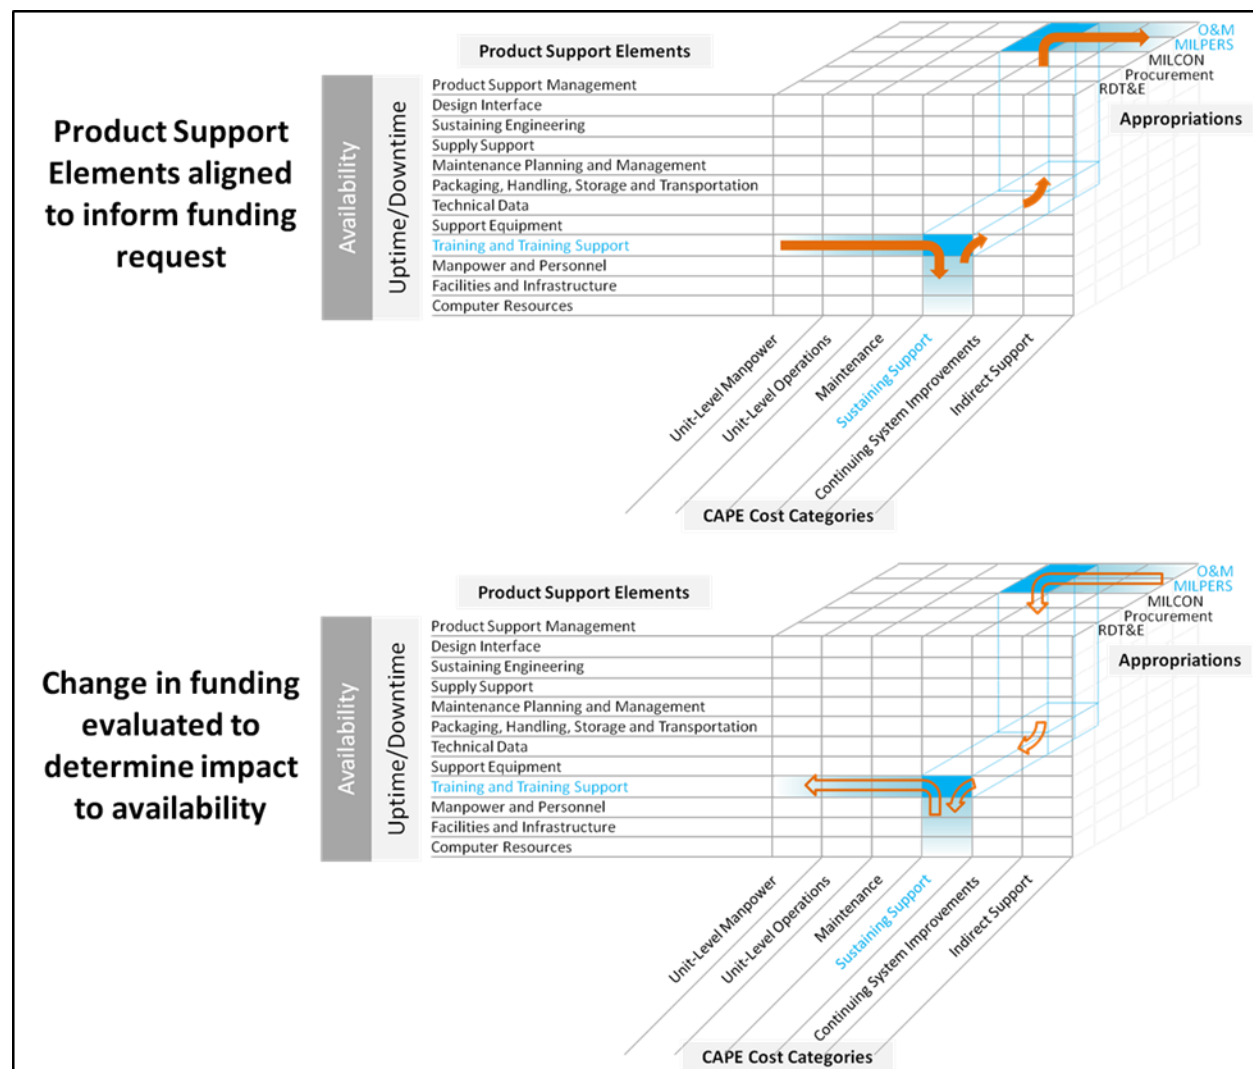 Product Support
Elements aligned
to inform funding
request
Availability
Uptime/Downtime
Product Support Elements
Product Support Management
Design Interface
Sustaining Engineering
Supply Support
Maintenance Planning and Management
Packaging, Handling, Storage and Transportation
Technical Data
Support Equipment
Training and Training Support
Manpower and Personnel
Facilities and Infrastructure
Computer Resources
O&M
MILPERS
MILCON
Procurement
RDT&E
Appropriations
Unit-Level Manpower
Unit-Level Operations
Maintenance
Sustaining Support
Continuing System Improvements
Indirect Support
CAPE Cost Categories
Change in funding
evaluated to
determine impact
to availability
Availability
Uptime/Downtime
Product Support Elements
Product Support Management
Design Interface
Sustaining Engineering
Supply Support
Maintenance Planning and Management
Packaging, Handling, Storage and Transportation
Technical Data
Support Equipment
Training and Training Support
Manpower and Personnel
Facilities and Infrastructure
Computer Resources
O&M
MILPERS
MILCON
Procurement
RDT&E
Appropriations
Unit-Level Manpower
Unit-Level Operations
Maintenance
Sustaining Support
Continuing System Improvements
Indirect Support
CAPE Cost Categories